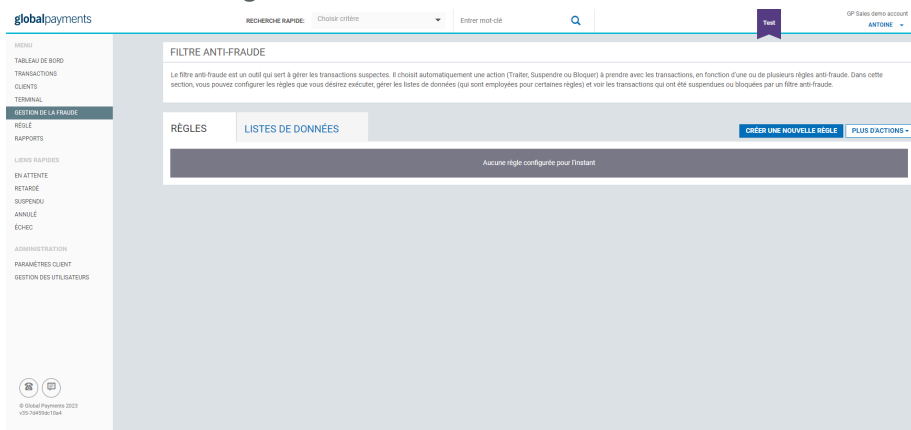 globalpayments
RECHERCHE RAPIDE:
Choisir critère
Entrer mot-clé
Test
GP Sales demo account
ANTOINE
MENU
TABLEAU DE BORD
TRANSACTIONS
CLIENTS
TERMINAL
GESTION DE LA FRAUDE
RÉGLÉ
RAPPORTS
LIENS RAPIDES
EN ATTENTE
RETARDÉ
SUSPENDU
ANNULÉ
ÉCHEC
ADMINISTRATION
PARAMÈTRES CLIENT
GESTION DES UTILISATEURS
© Global Payments 2023
v35-7d459dc10a4
FILTRE ANTI-FRAUDE
Le filtre anti-fraude est un outil qui sert à gérer les transactions suspectes. Il choisit automatiquement une action (Traiter, Suspendre ou Bloquer) à prendre avec les transactions, en fonction d'une ou de plusieurs règles anti-fraude. Dans cette
section, vous pouvez configurer les règles que vous désirez exécuter, gérer les listes de données (qui sont employées pour certaines règles) et voir les transactions qui ont été suspendues ou bloquées par un filtre anti-fraude.
RÈGLES
LISTES DE DONNÉES
CRÉER UNE NOUVELLE RÈGLE
PLUS D'ACTIONS
Aucune règle configurée pour l'instant